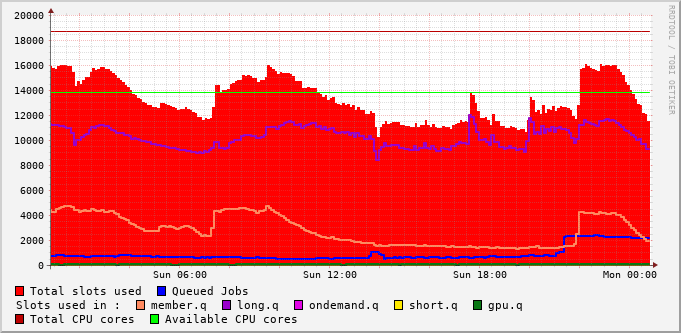 20000
18000
16000
14000
12000
10000
8000
6000
4000
2000
0
Sun 06:00 Sun 12:00 Sun 18:00 Mon 00:00
RRDTOOL / TOBI OETIKER
Total slots used Queued Jobs
Slots used in : member.q long.q ondemand.q short.q gpu.q
Total CPU cores Available CPU cores